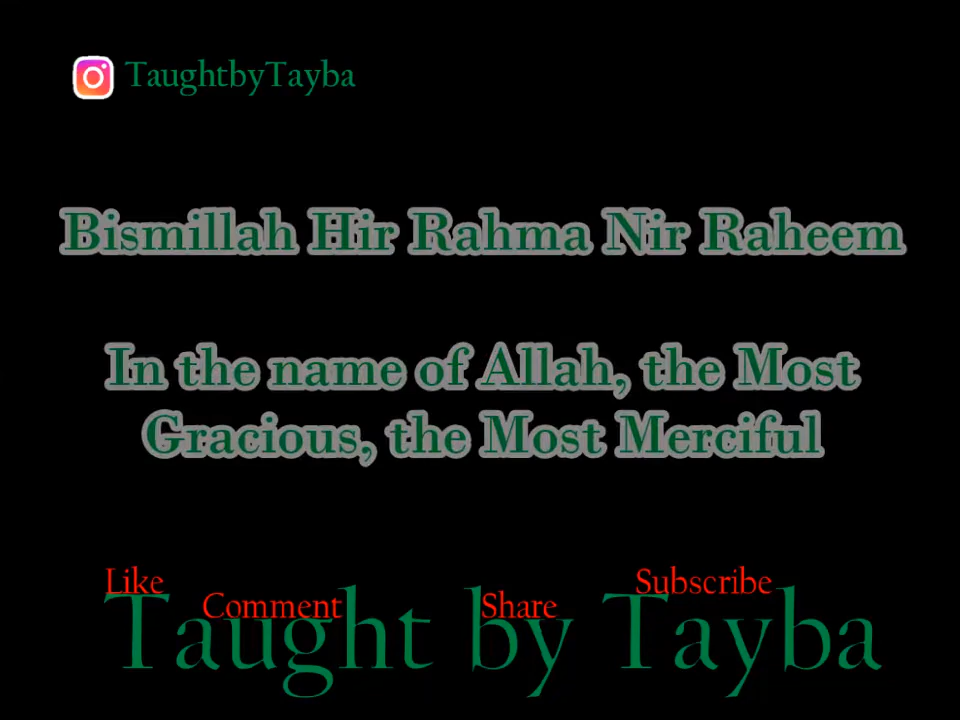 TaughtbyTayba
Bismillah Hir Rahma Nir Raheem
In the name of Allah, the Most
Gracious, the Most Merciful
Like
Comment
Share
Subscribe
Taught by Tayba